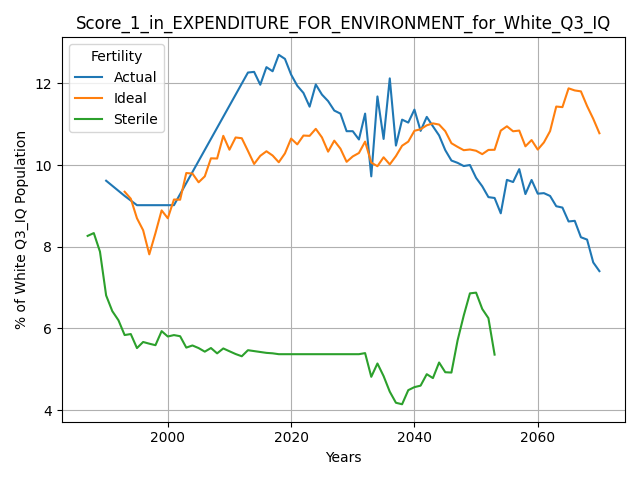 Score_1_in_EXPENDITURE_FOR_ENVIRONMENT_for_White_Q3_IQ
Fertility
Actual
Ideal
Sterile
% of White Q3_IQ Population
12
10
8
6
4
2000
2020
2040
2060
Years